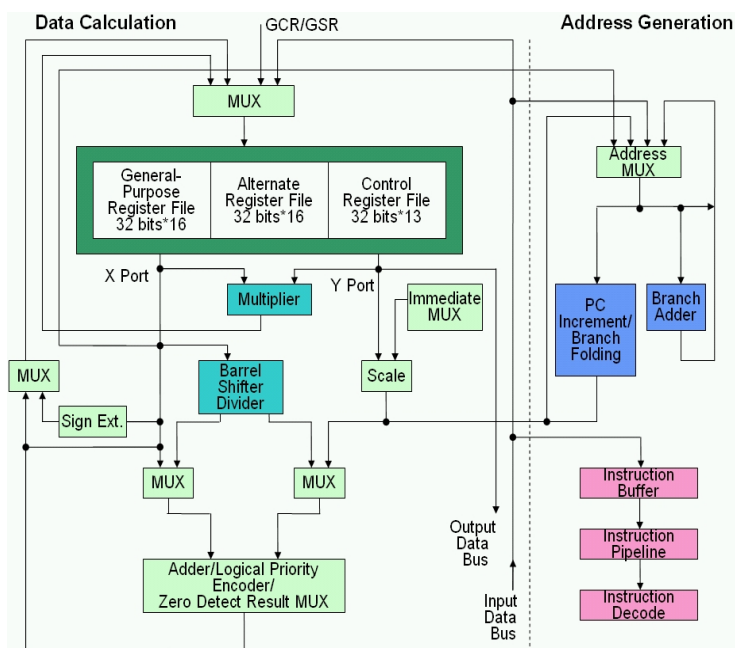 Data Calculation
GCR/GSR
Address Generation
MUX
General-
Purpose
Register File
32 bits*16
Alternate
Register File
32 bits*16
Control
Register File
32 bits*13
Address
MUX
X Port
Multiplier
Y Port
Immediate
MUX
PC
Increment/
Branch
Folding
Branch
Adder
MUX
Barrel
Shifter
Divider
Scale
Sign Ext.
MUX
MUX
Instruction
Buffer
Output
Data
Bus
Instruction
Pipeline
Adder/Logical Priority
Encoder/
Zero Detect Result MUX
Input
Data
Bus
Instruction
Decode